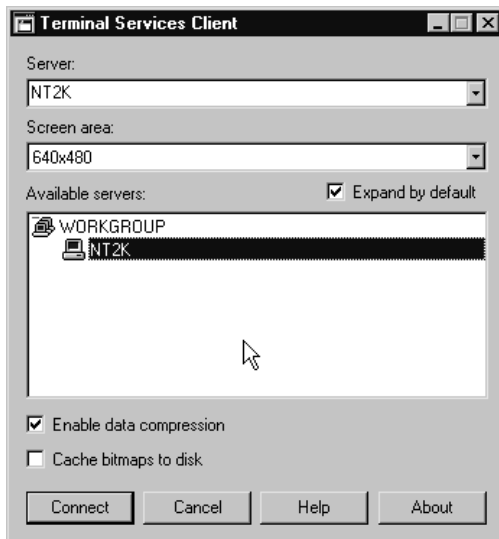 Terminal Services Client
Server:
NT2K
Screen area:
640x480
Available servers: Expand by default
WORKGROUP
NT2K
Enable data compression
Cache bitmaps to disk
Connect Cancel Help About